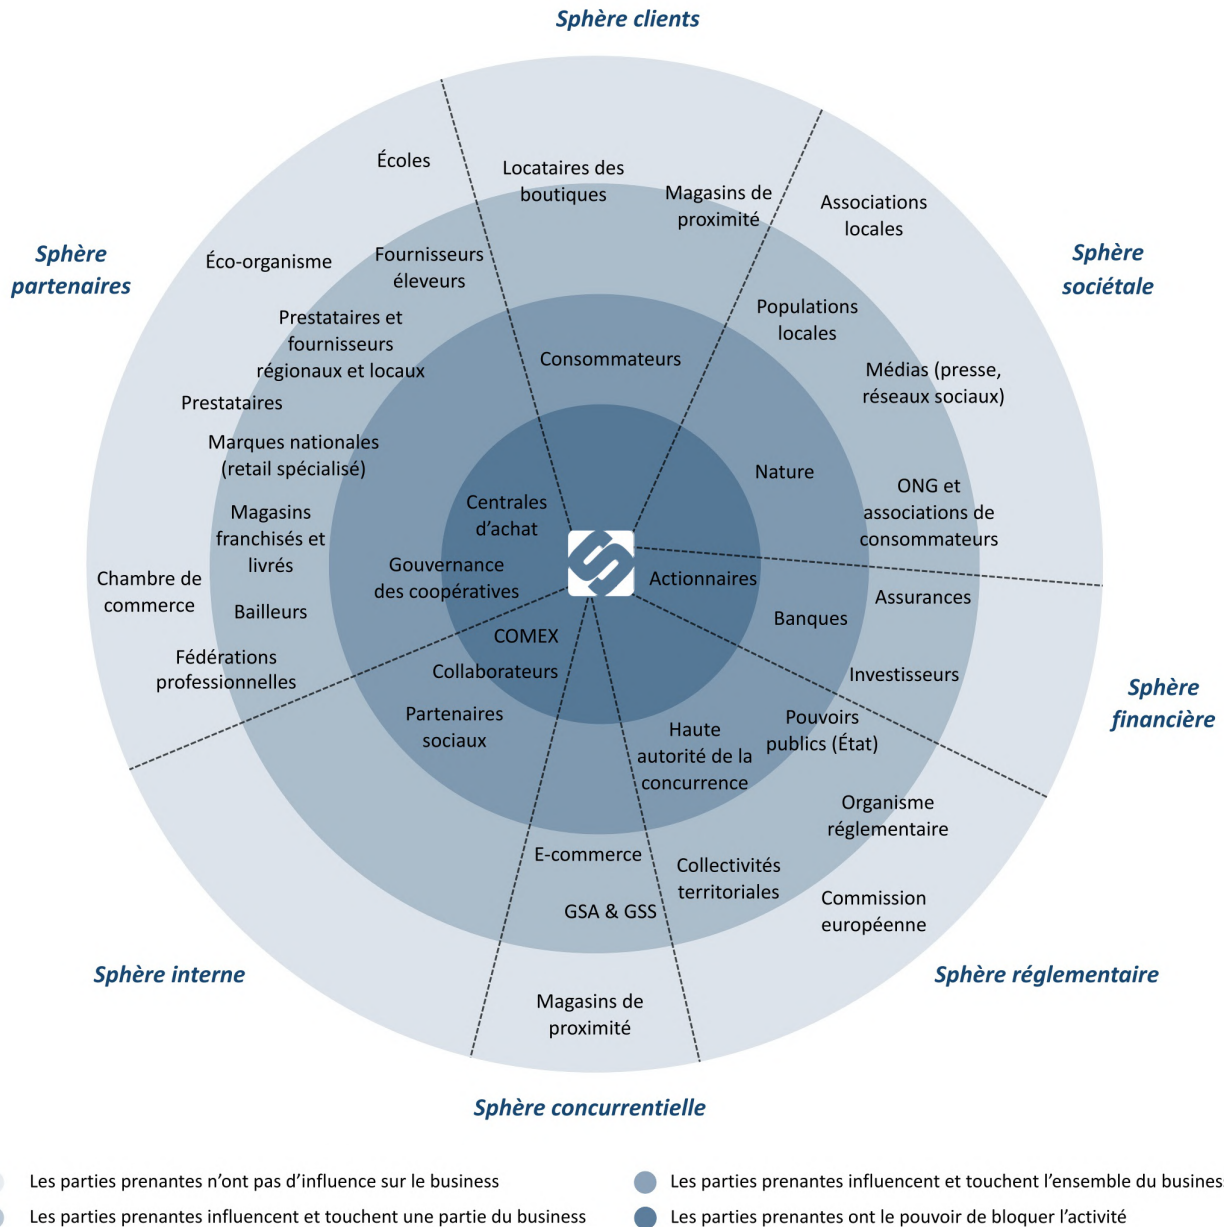 Sphère clients
Écoles
Locataires des
boutiques
Magasins de
proximité
Associations
locales
Sphère
partenaires
Éco-organisme
Fournisseurs
éleveurs
Sphère
sociétale
Prestataires et
fournisseurs
régionaux et locaux
Populations
locales
Consommateurs
Médias (presse,
réseaux sociaux)
Prestataires
Marques nationales
(retail spécialisé)
Nature
Centrales
d’achat
ONG et
associations de
consommateurs
Magasins
franchisés et
livrés
Gouvernance
des coopératives
Actionnaires
Chambre de
commerce
Bailleurs
Assurances
Banques
COMEX
Collaborateurs
Fédérations
professionnelles
Investisseurs
Sphère
financière
Partenaires
sociaux
Haute
autorité de la
concurrence
Pouvoirs
publics (État)
Organisme
réglementaire
E-commerce
Collectivités
territoriales
GSA & GSS
Commission
européenne
Sphère interne
Sphère réglementaire
Magasins de
proximité
Sphère concurrentielle
Les parties prenantes n’ont pas d’influence sur le business
Les parties prenantes influencent et touchent l’ensemble du busines
Les parties prenantes influencent et touchent une partie du business
Les parties prenantes ont le pouvoir de bloquer l’activité